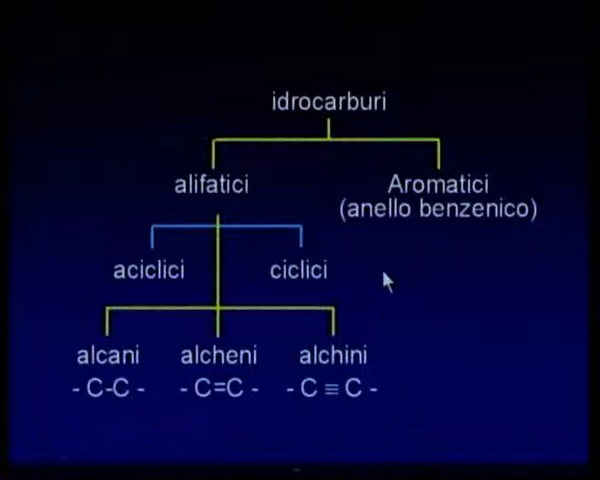 idrocarburi
alifatici
Aromatici
(anello benzenico)
aciclici
ciclici
alcani
alcheni
alchini
- C-C -
- C=C -
- C ≡ C -